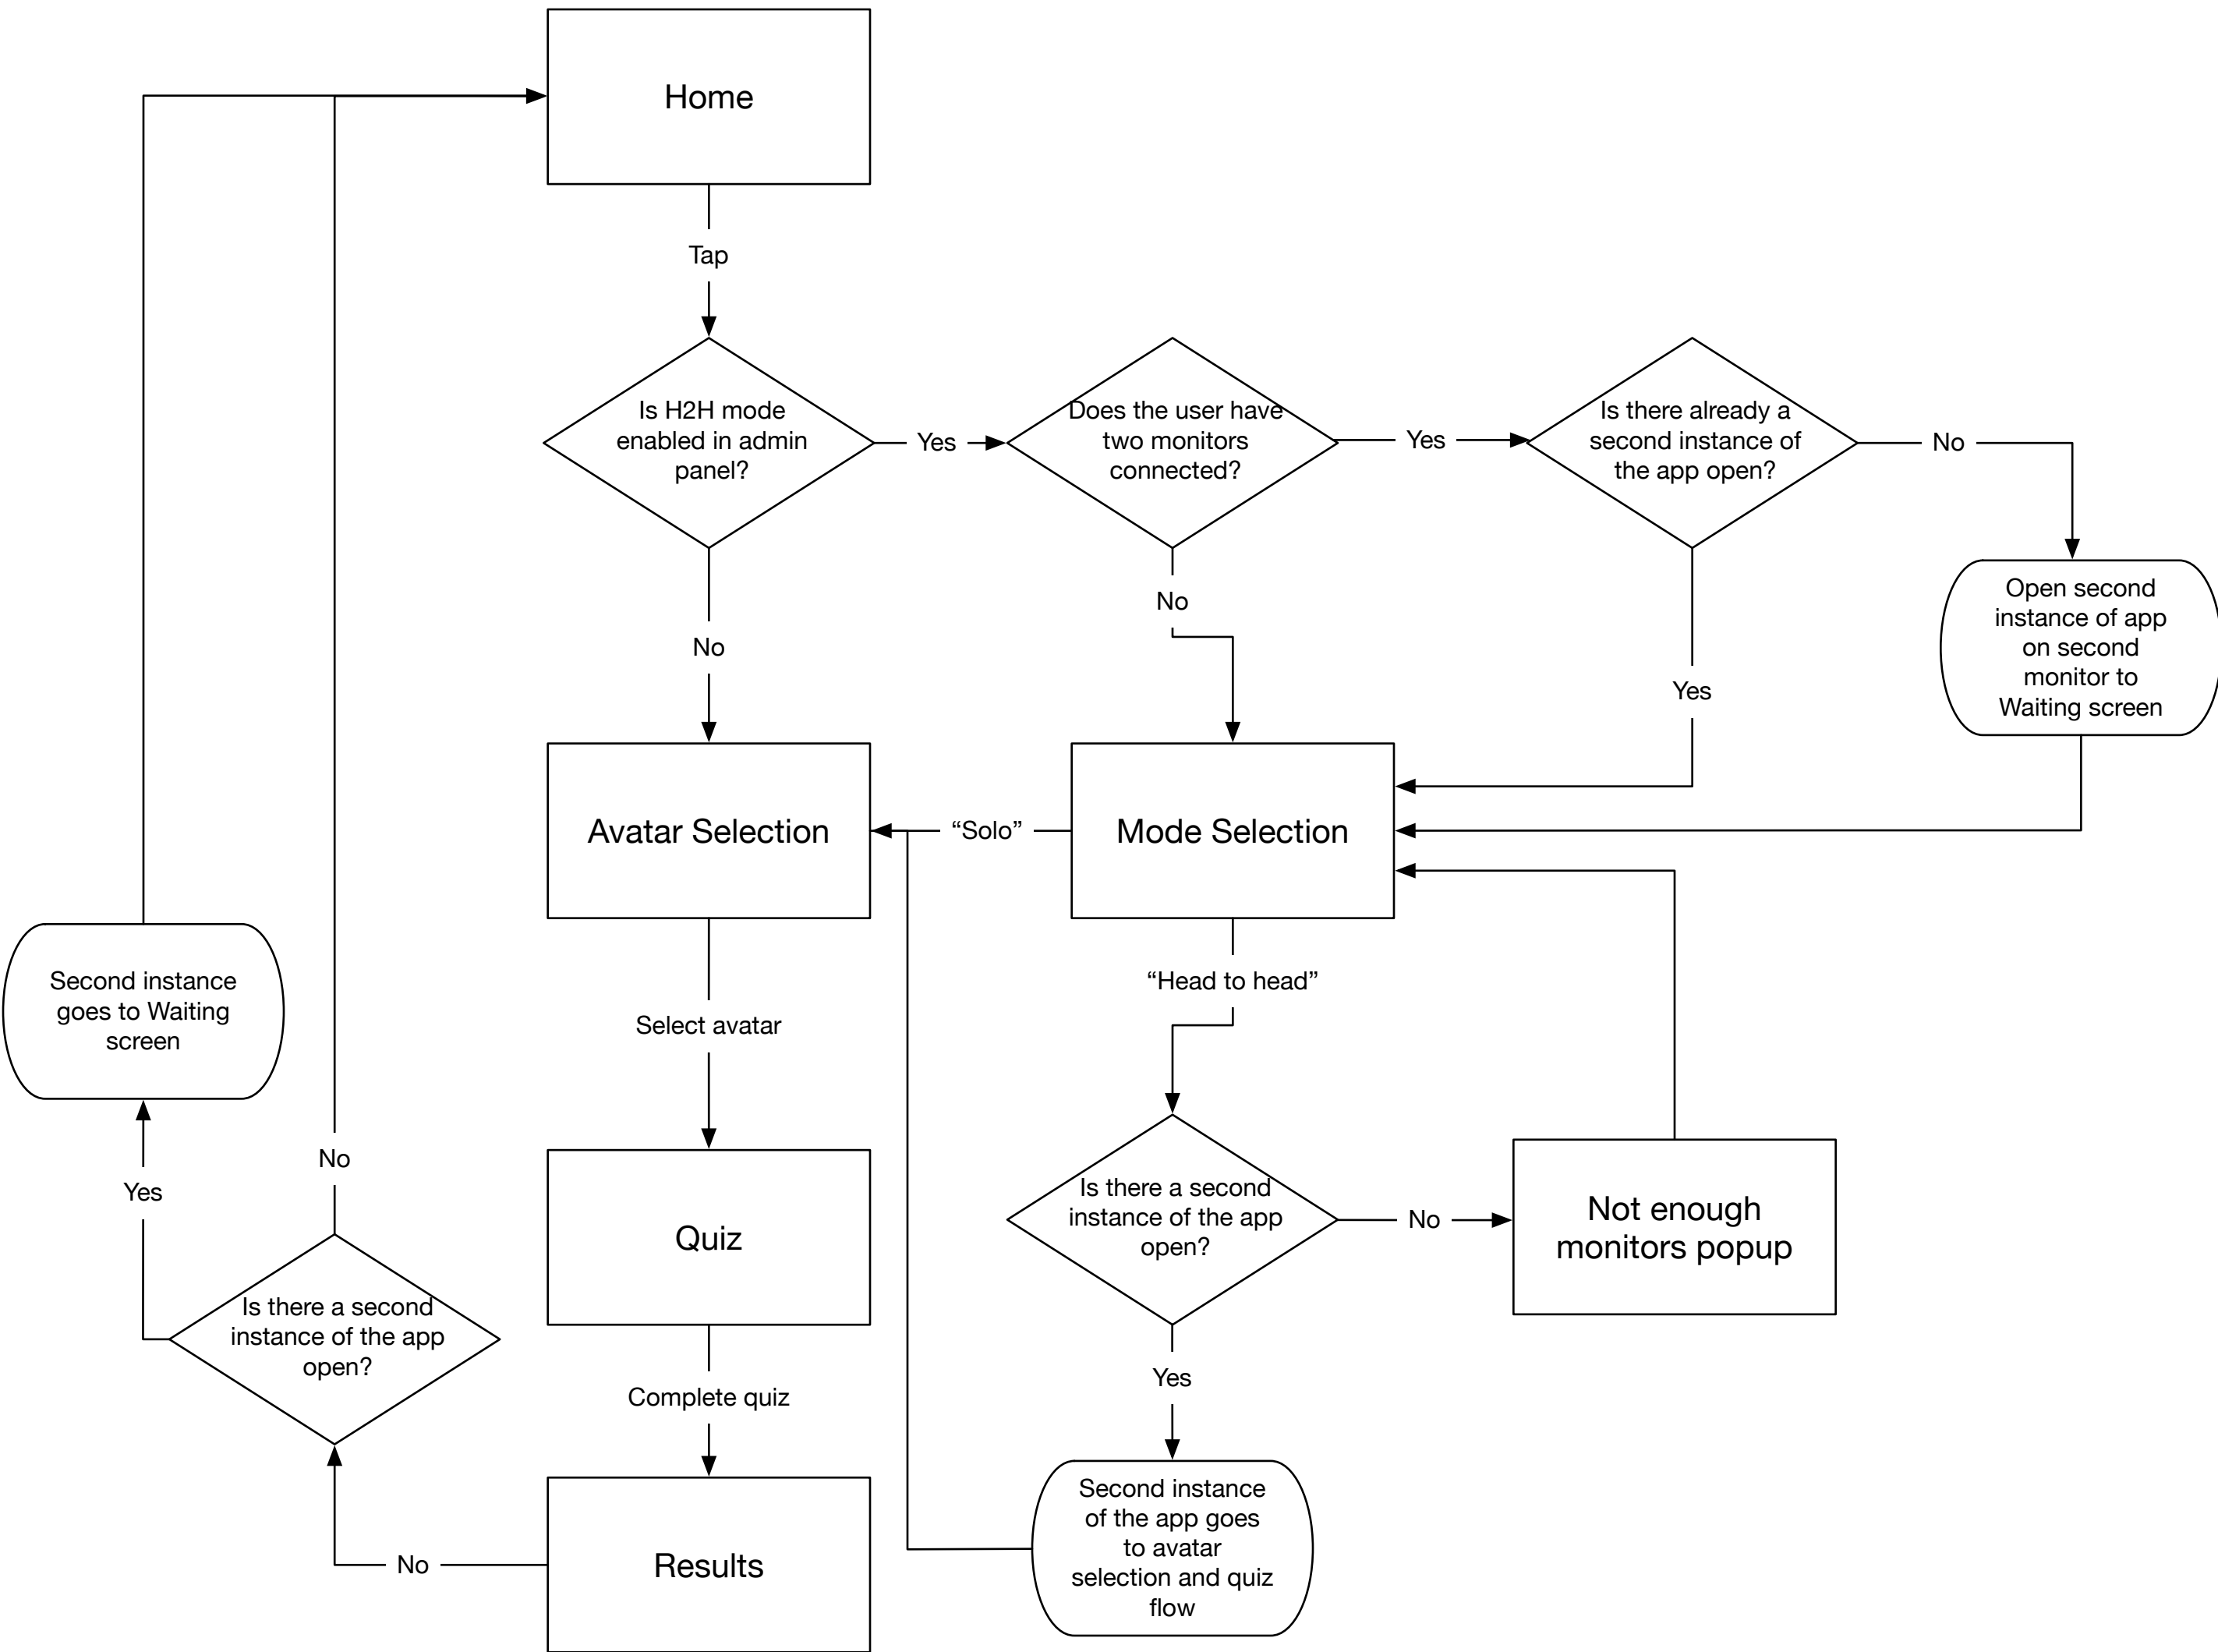 Home
Tap
Is H2H mode
enabled in admin
panel?
Yes
Does the user have
two monitors
connected?
Yes
Is there already a
second instance of
the app open?
No
Open second
instance of app
on second
monitor to
Waiting screen
No
No
Yes
Avatar Selection
“Solo”
Mode Selection
Second instance
goes to Waiting
screen
Select avatar
“Head to head”
No
Yes
Is there a second
instance of the app
open?
Quiz
Is there a second
instance of the app
open?
No
Not enough
monitors popup
Complete quiz
Yes
No
Results
Second instance
of the app goes
to avatar
selection and quiz
flow